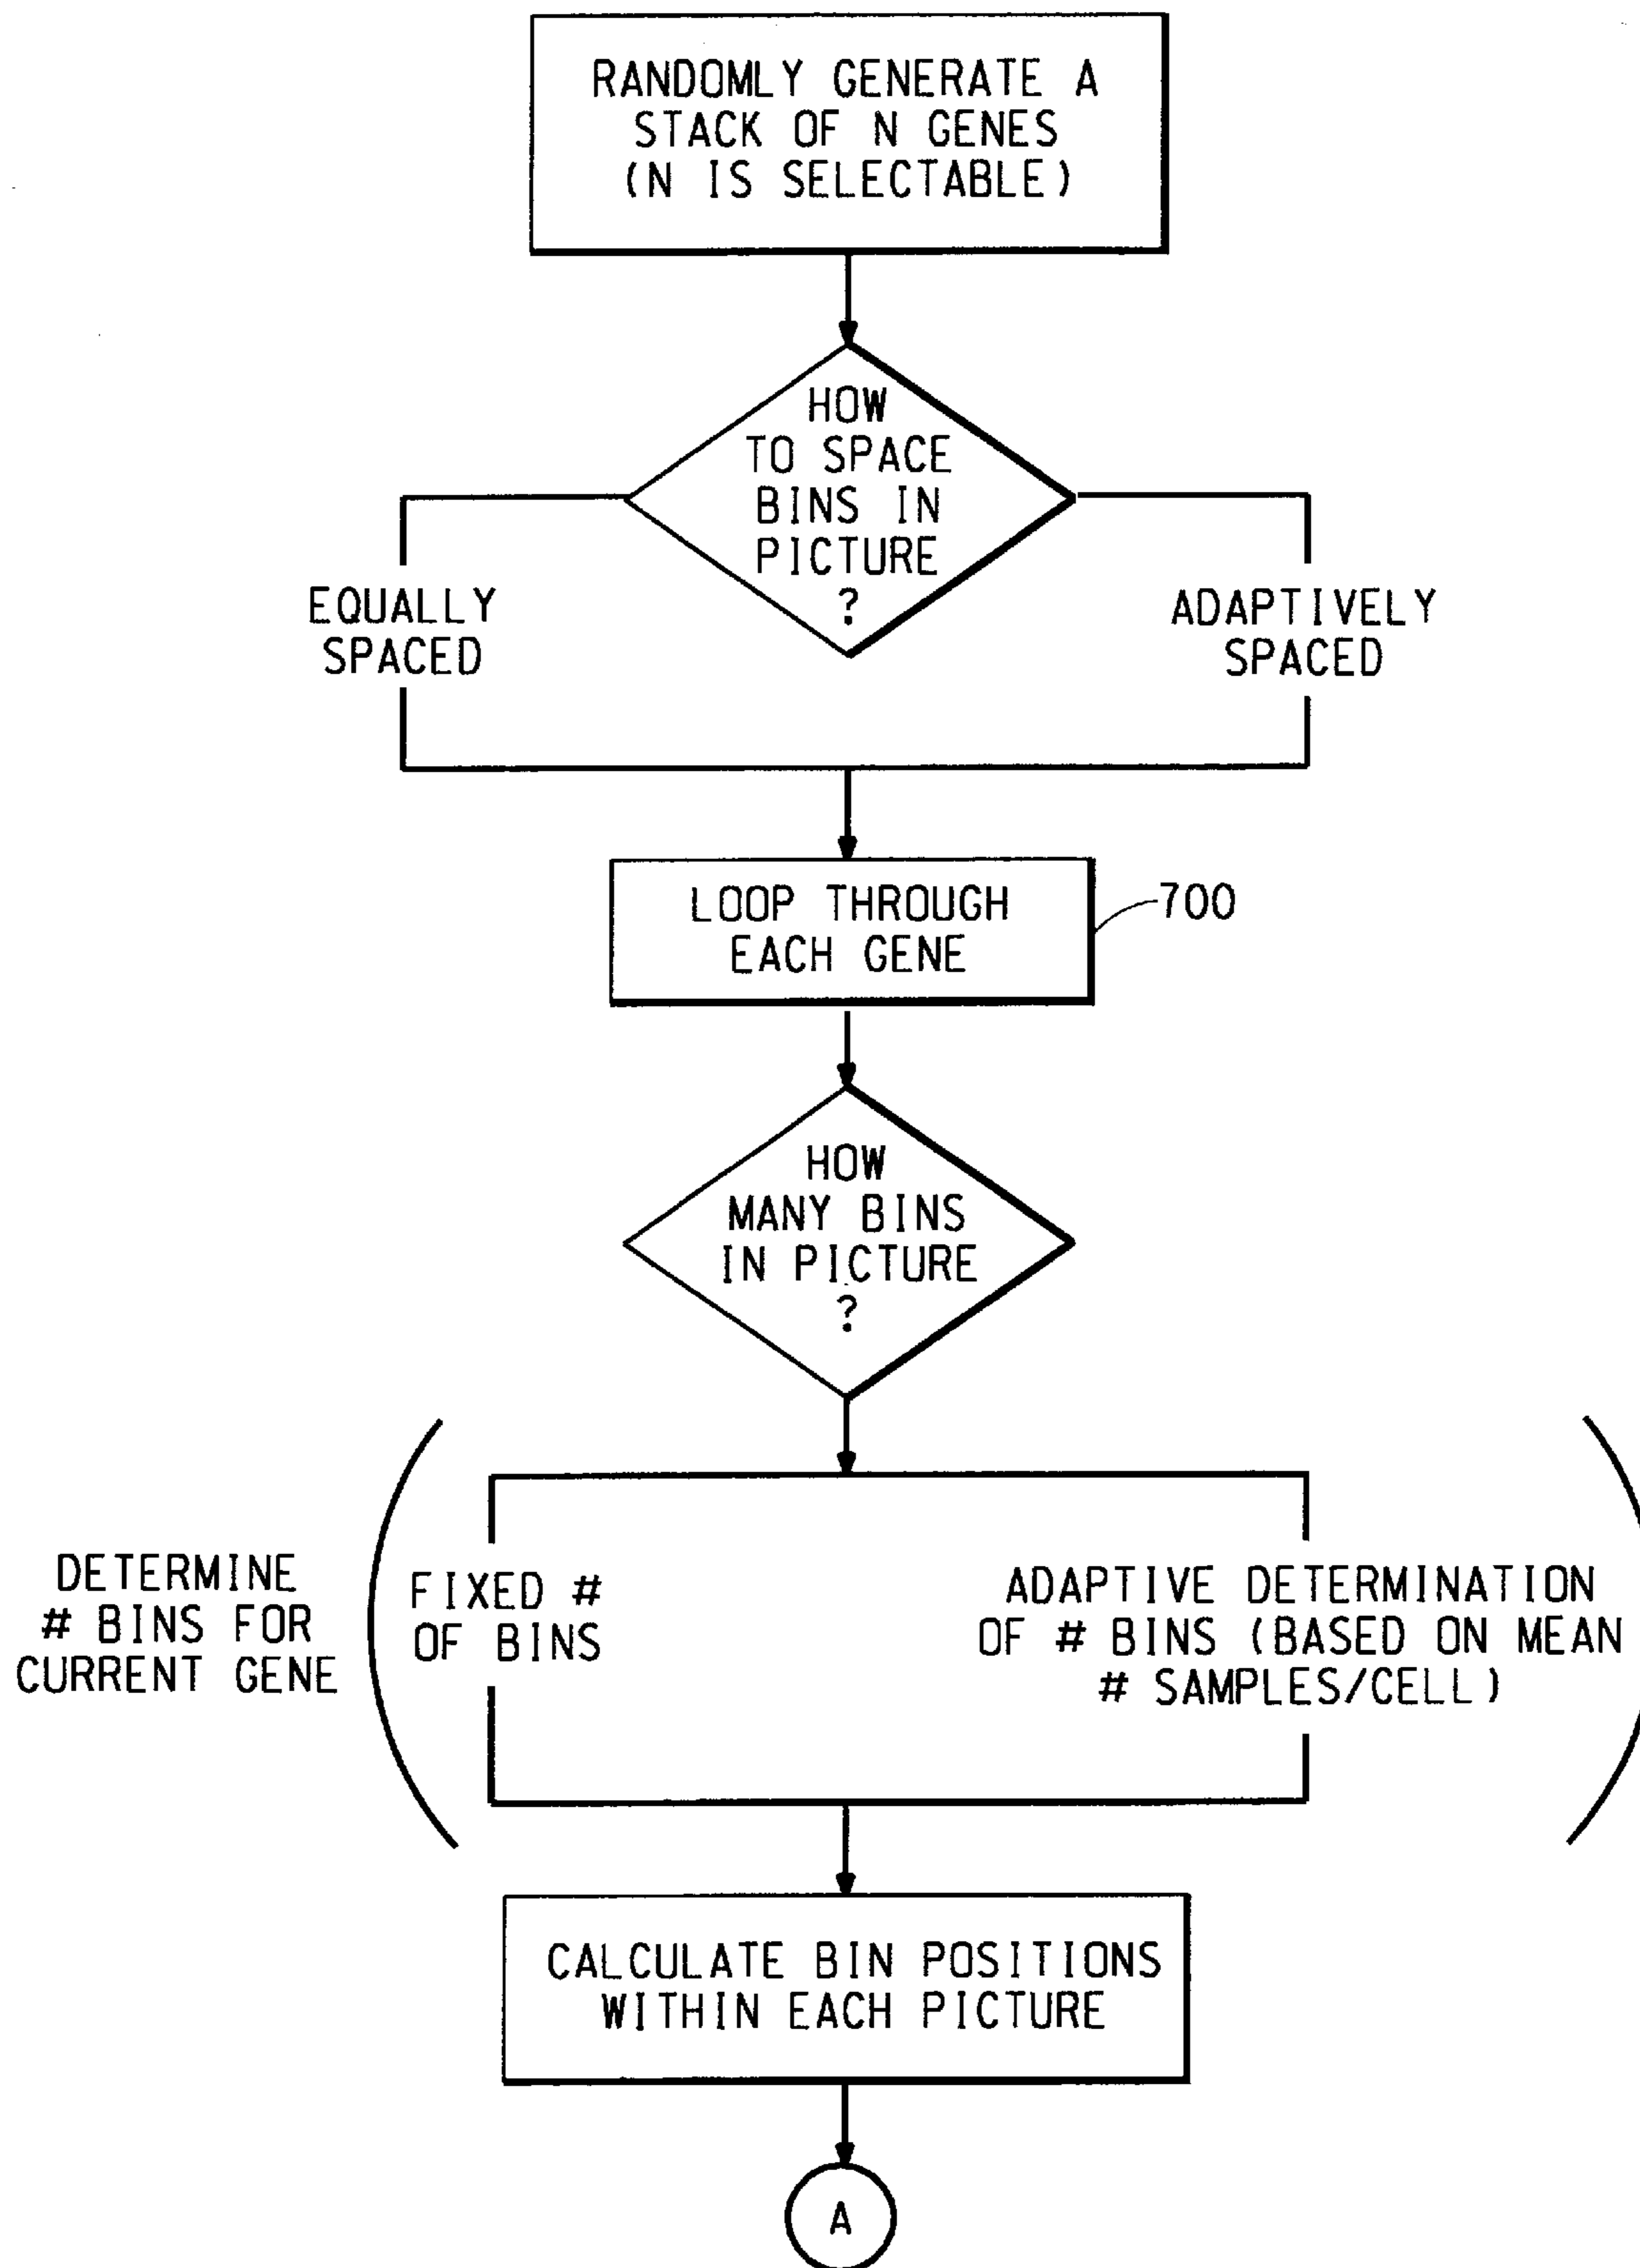 RANDOMLY GENERATE A
STACK OF N GENES
(N IS SELECTABLE)
HOW
TO SPACE
BINS IN
PICTURE
?
EQUALLY
SPACED
ADAPTIVELY
SPACED
LOOP THROUGH
EACH GENE
700
HOW
MANY BINS
IN PICTURE
?
DETERMINE
# BINS FOR
CURRENT GENE
FIXED #
OF BINS
ADAPTIVE DETERMINATION
OF # BINS (BASED ON MEAN
# SAMPLES/CELL)
CALCULATE BIN POSITIONS
WITHIN EACH PICTURE
A